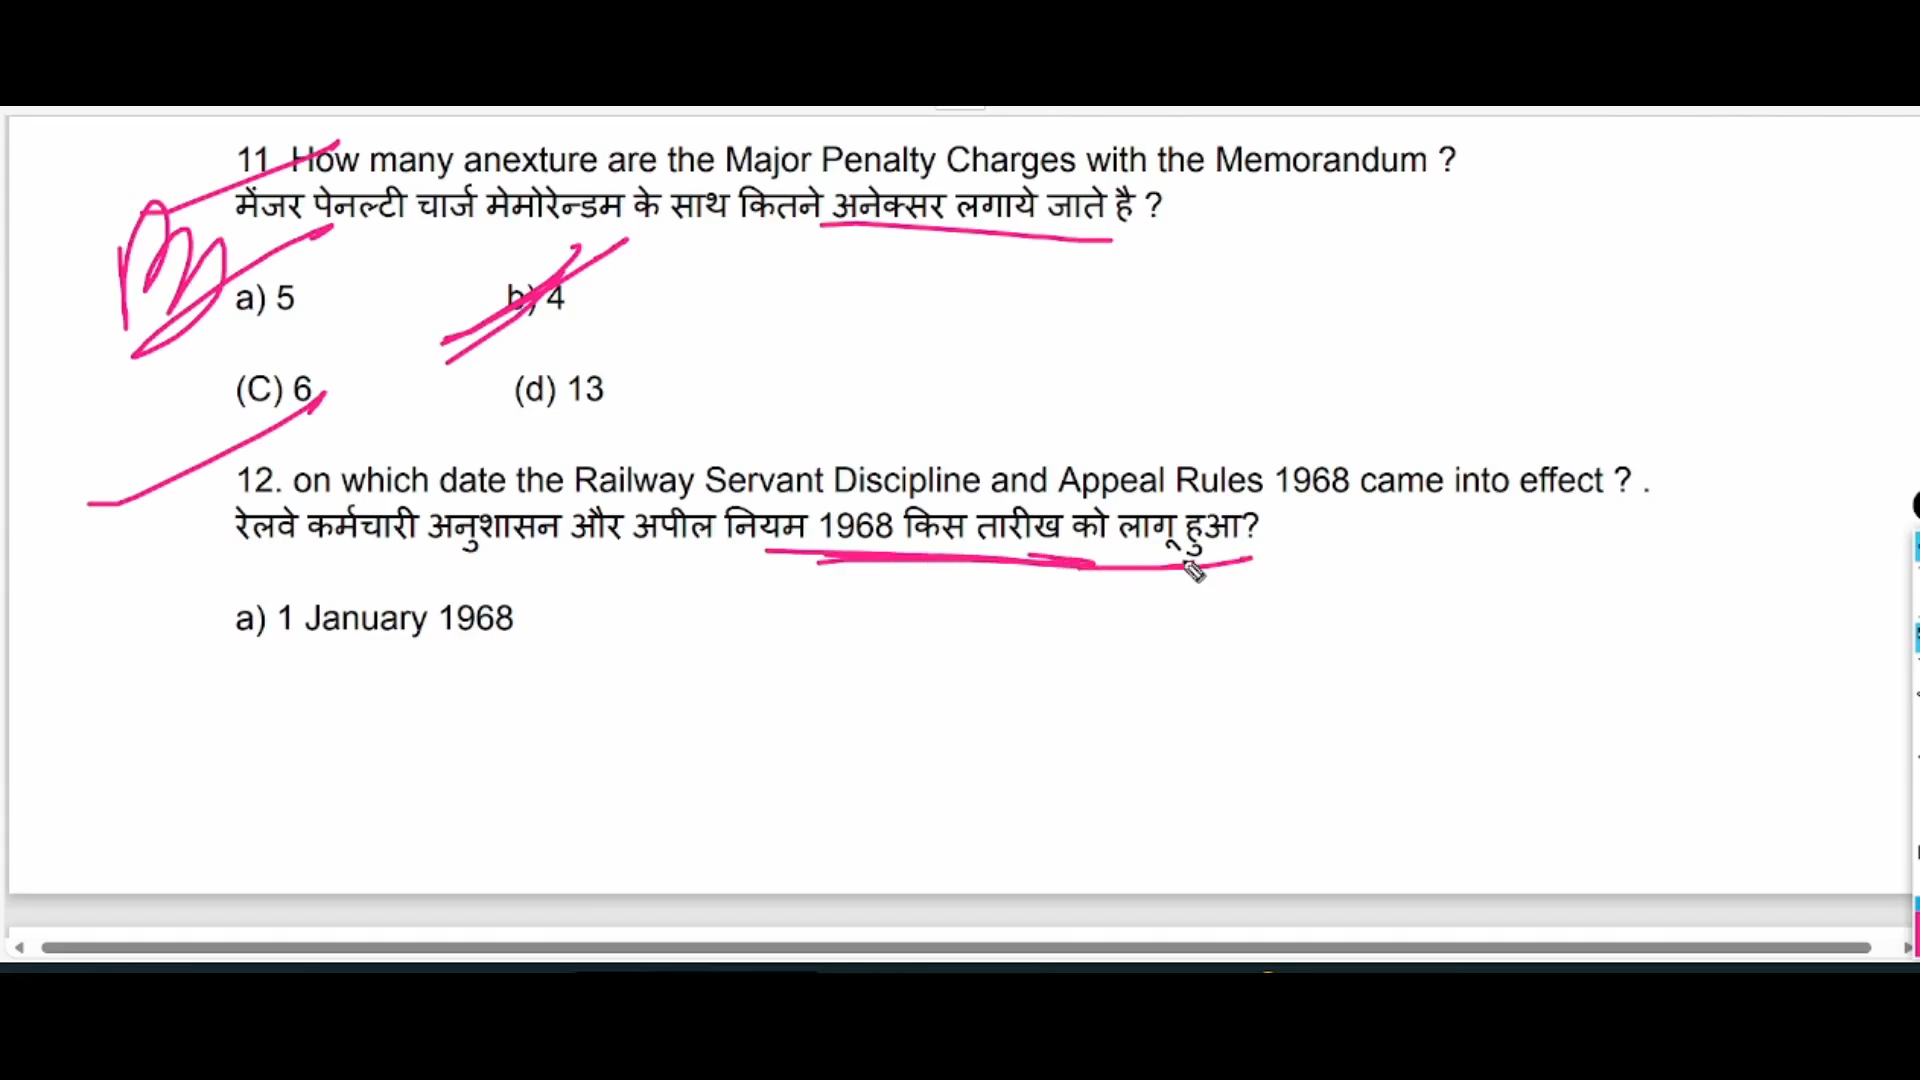 11. How many anexture are the Major Penalty Charges with the Memorandum ?
मेंजर पेनल्टी चार्ज मेमोरेन्डम के साथ कितने अनेक्सर लगाये जाते है ?
a) 5 b) 4
(C) 6 (d) 13
12. on which date the Railway Servant Discipline and Appeal Rules 1968 came into effect ? .
रेलवे कर्मचारी अनुशासन और अपील नियम 1968 किस तारीख को लागू हुआ?
a) 1 January 1968